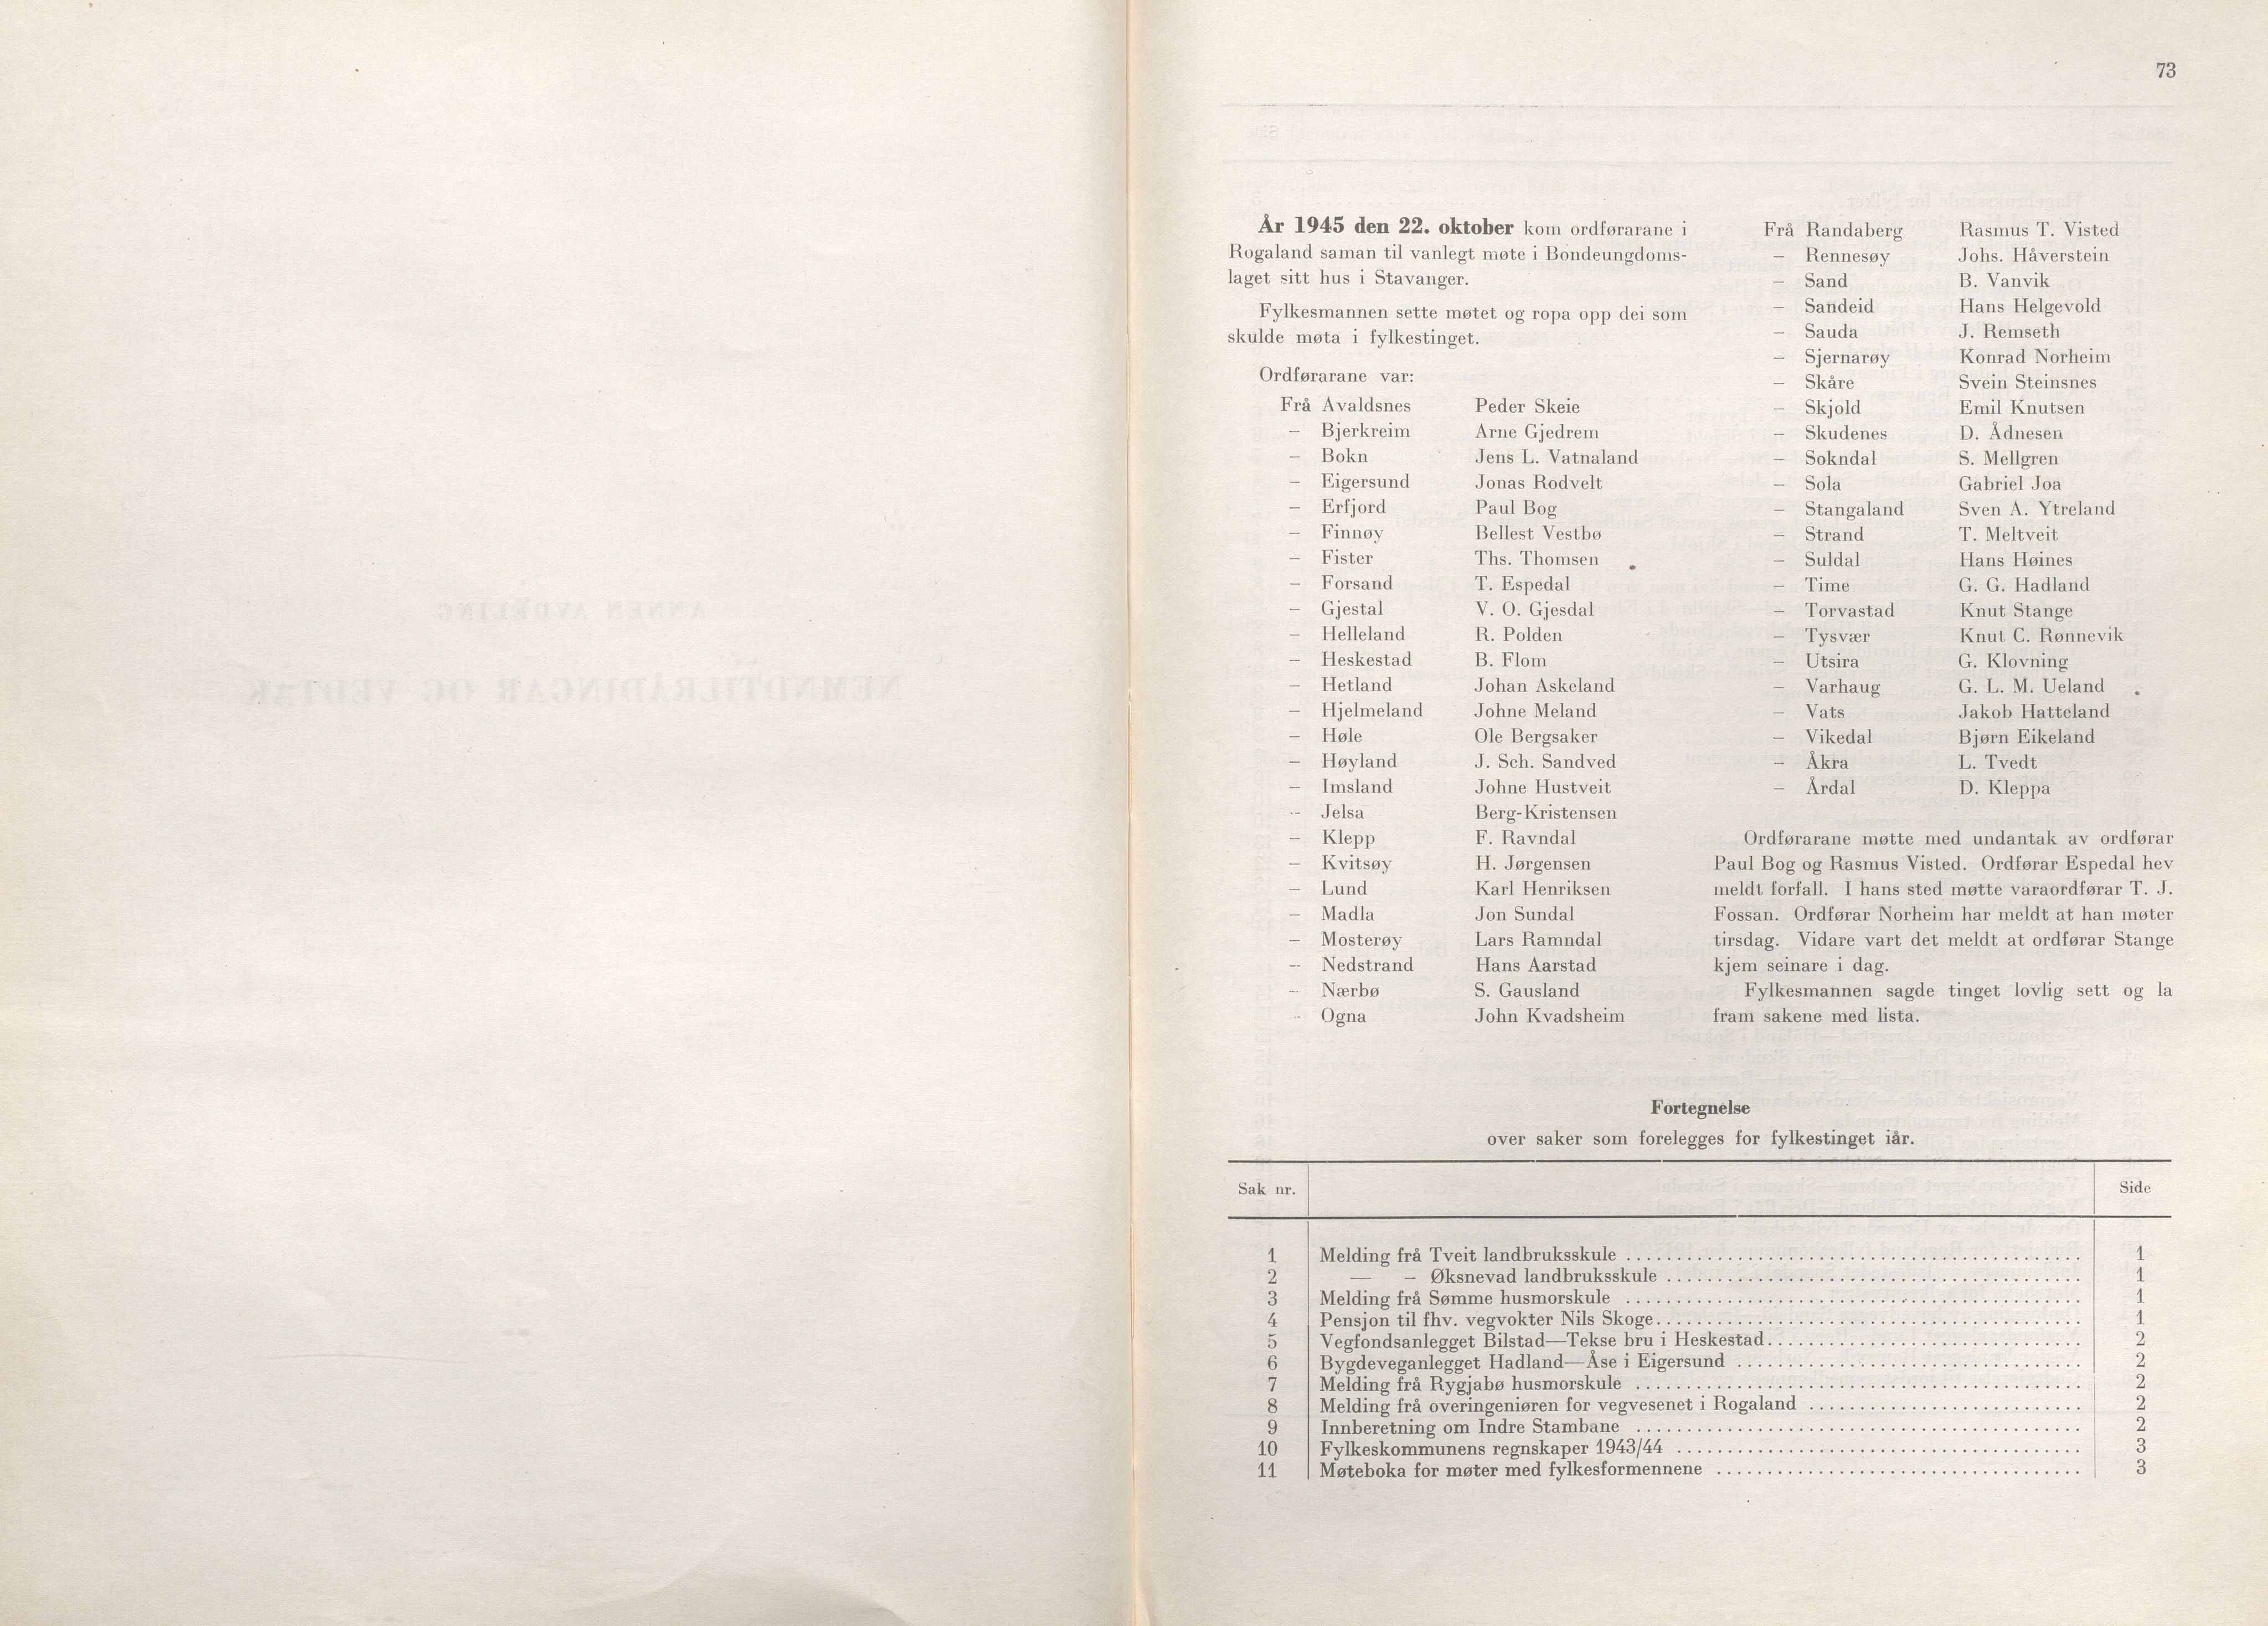 73
År 1945 den 22. oktober kom ordførarane i
Rogaland saman til vanlegt møte i Bondeungdoms-
laget sitt hus i Stavanger.
Fylkesmannen sette møtet og ropa opp dei som
skulde møta i fylkestinget.
Ordførarane var:
Frå Avaldsnes Peder Skeie
– Bjerkreim Arne Gjedrem
– Bokn Jens L. Vatnaland
– Eigersund Jonas Rodvelt
– Erfjord Paul Bog
– Finnøy Bellest Vestbø
– Fister Ths. Thomsen
– Forsand T. Espedal
– Gjestal V. O. Gjesdal
– Helleland R. Polden
– Heskestad B. Flom
– Hetland Johan Askeland
– Hjelmeland Johne Meland
– Høle Ole Bergsaker
– Høyland J. Sch. Sandved
– Imsland Johne Hustveit
– Jelsa Berg-Kristensen
– Klepp F. Ravndal
– Kvitsøy H. Jørgensen
– Lund Karl Henriksen
– Madla Jon Sundal
– Mosterøy Lars Ramndal
– Nedstrand Hans Aarstad
– Nærbø S. Gausland
– Ogna John Kvadsheim
Frå Randaberg Rasmus T. Visted
– Rennesøy Johs. Håverstein
– Sand B. Vanvik
– Sandeid Hans Helgevold
– Sauda J. Remseth
– Sjernarøy Konrad Norheim
– Skåre Svein Steinsnes
– Skjold Emil Knutsen
– Skudenes D. Ådnesen
– Sokndal S. Mellgren
– Sola Gabriel Joa
– Stangaland Sven A. Ytreland
– Strand T. Meltveit
– Suldal Hans Høines
– Time G. G. Hadland
– Torvastad Knut Stange
– Tysvær Knut C. Rønnevik
– Utsira G. Klovning
– Varhaug G. L. M. Ueland
– Vats Jakob Hatteland
– Vikedal Bjørn Eikeland
– Åkra L. Tvedt
– Årdal D. Kleppa
Ordførarane møtte med undantak av ordførar
Paul Bog og Rasmus Visted. Ordførar Espedal hev
meldt forfall. I hans sted møtte varaordførar T. J.
Fossan. Ordførar Norheim har meldt at han møter
tirsdag. Vidare vart det meldt at ordførar Stange
kjem seinare i dag.
Fylkesmannen sagde tinget lovlig sett og la
fram sakene med lista.
Fortegnelse
over saker som forelegges for fylkestinget iår.
Sak nr. Side
1 Melding frå Tveit landbruksskule 1
2 — – Øksnevad landbruksskule 1
3 Melding frå Sømme husmorskule 1
4 Pensjon til fhv. vegvokter Nils Skoge 1
5 Vegfondsanlegget Bilstad—Tekse bru i Heskestad 2
6 Bygdeveganlegget Hadland—Åse i Eigersund 2
7 Melding frå Rygjabø husmorskule 2
8 Melding frå overingeniøren for vegvesenet i Rogaland 2
9 Innberetning om Indre Stambane 2
10 Fylkeskommunens regnskaper 1943/44 3
11 Møteboka for møter med fylkesformennene 3